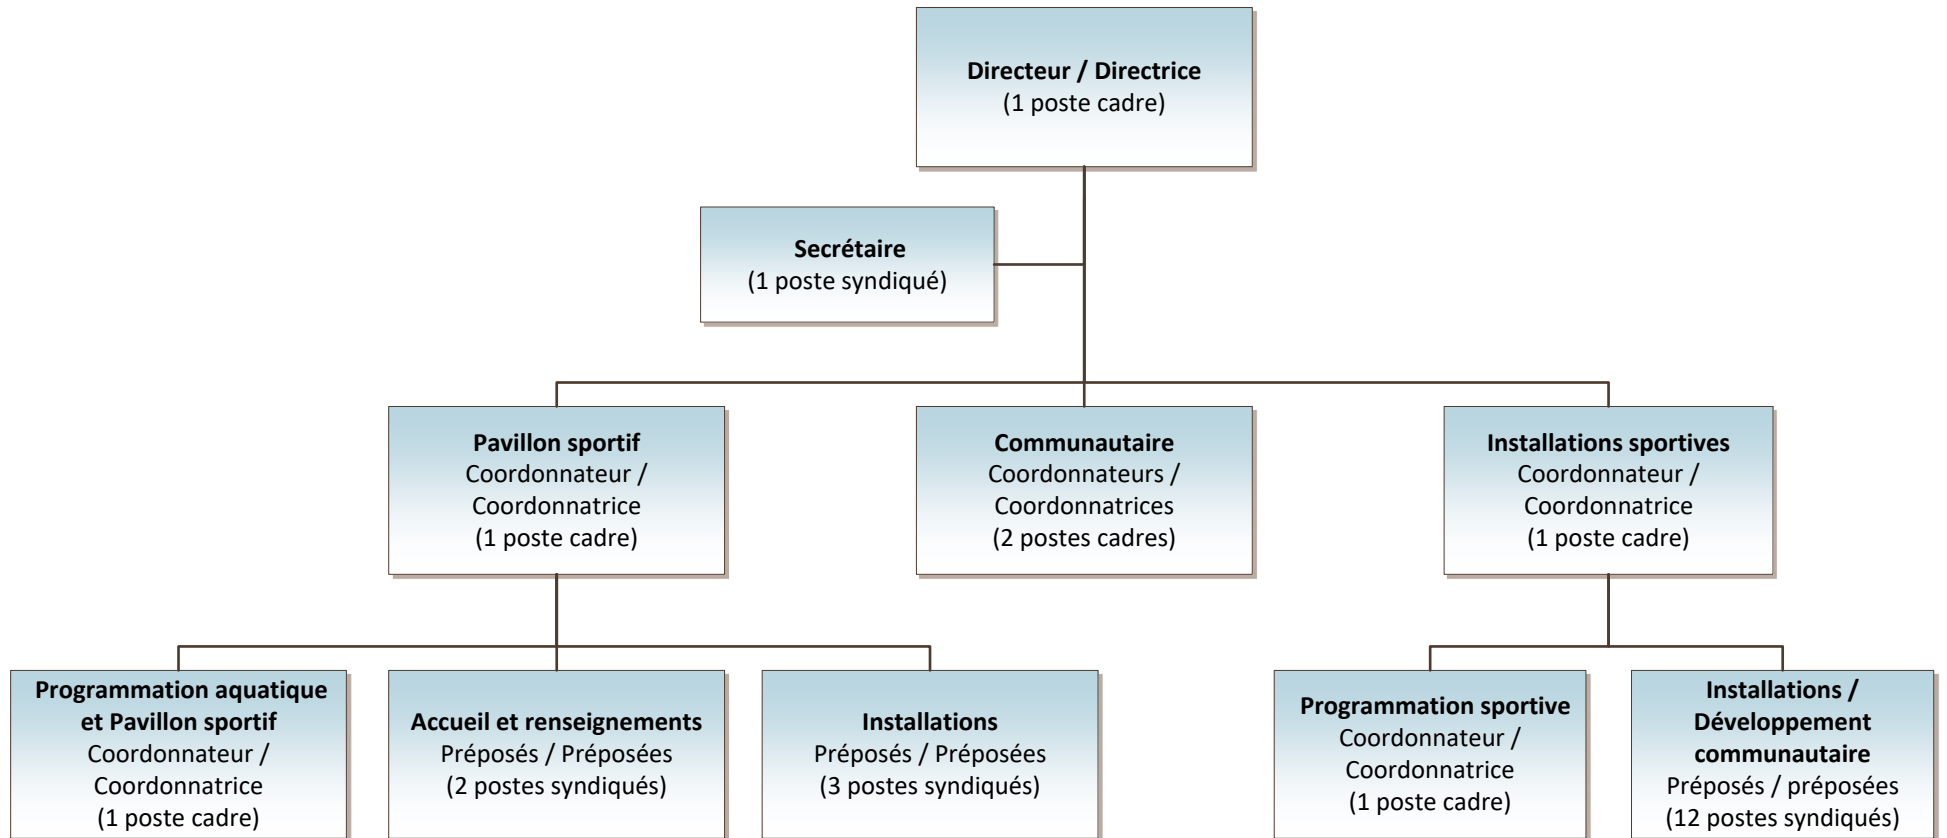 Directeur / Directrice
(1 poste cadre)
Secrétaire
(1 poste syndiqué)
Pavillon sportif
Coordonnateur /
Coordonnatrice
(1 poste cadre)
Communautaire
Coordonnateurs /
Coordonnatrices
(2 postes cadres)
Installations sportives
Coordonnateur /
Coordonnatrice
(1 poste cadre)
Programmation aquatique
et Pavillon sportif
Coordonnateur /
Coordonnatrice
(1 poste cadre)
Accueil et renseignements
Préposés / Préposées
(2 postes syndiqués)
Installations
Préposés / Préposées
(3 postes syndiqués)
Programmation sportive
Coordonnateur /
Coordonnatrice
(1 poste cadre)
Installations /
Développement
communautaire
Préposés / préposées
(12 postes syndiqués)